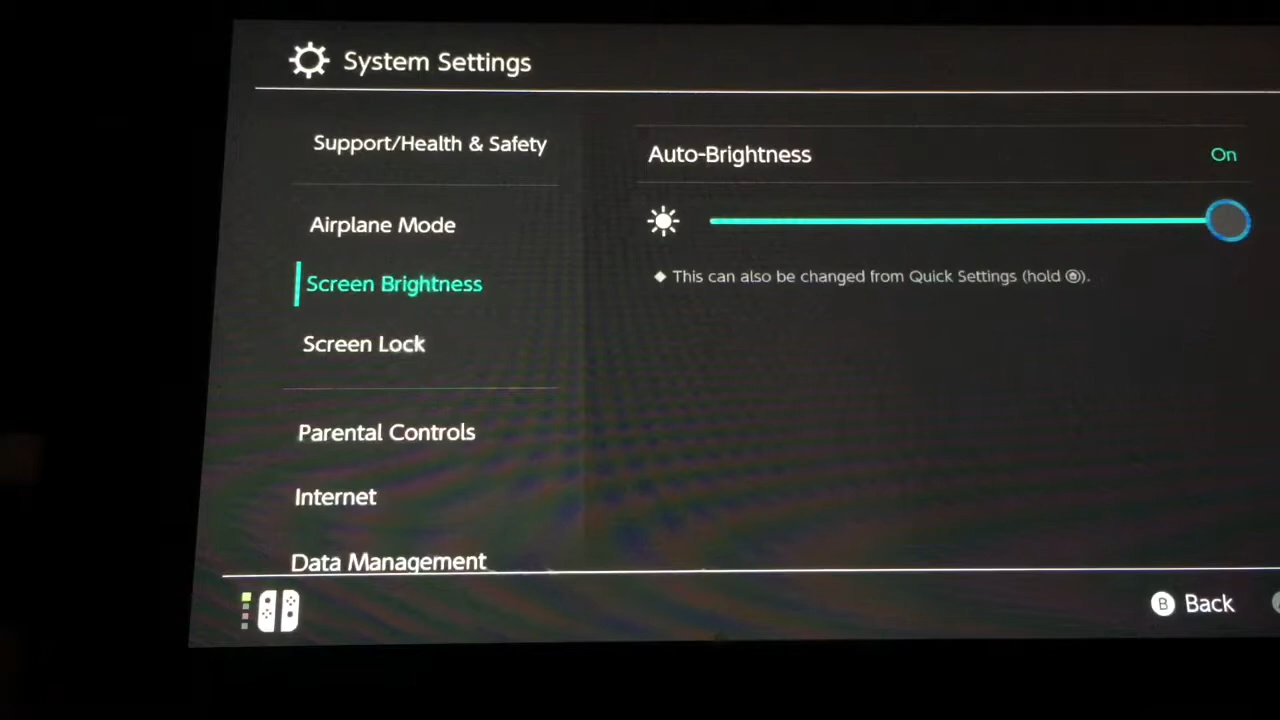 System Settings
Support/Health & Safety
Airplane Mode
Screen Brightness
Screen Lock
Parental Controls
Internet
Data Management
Auto-Brightness On
This can also be changed from Quick Settings (hold ).
B Back